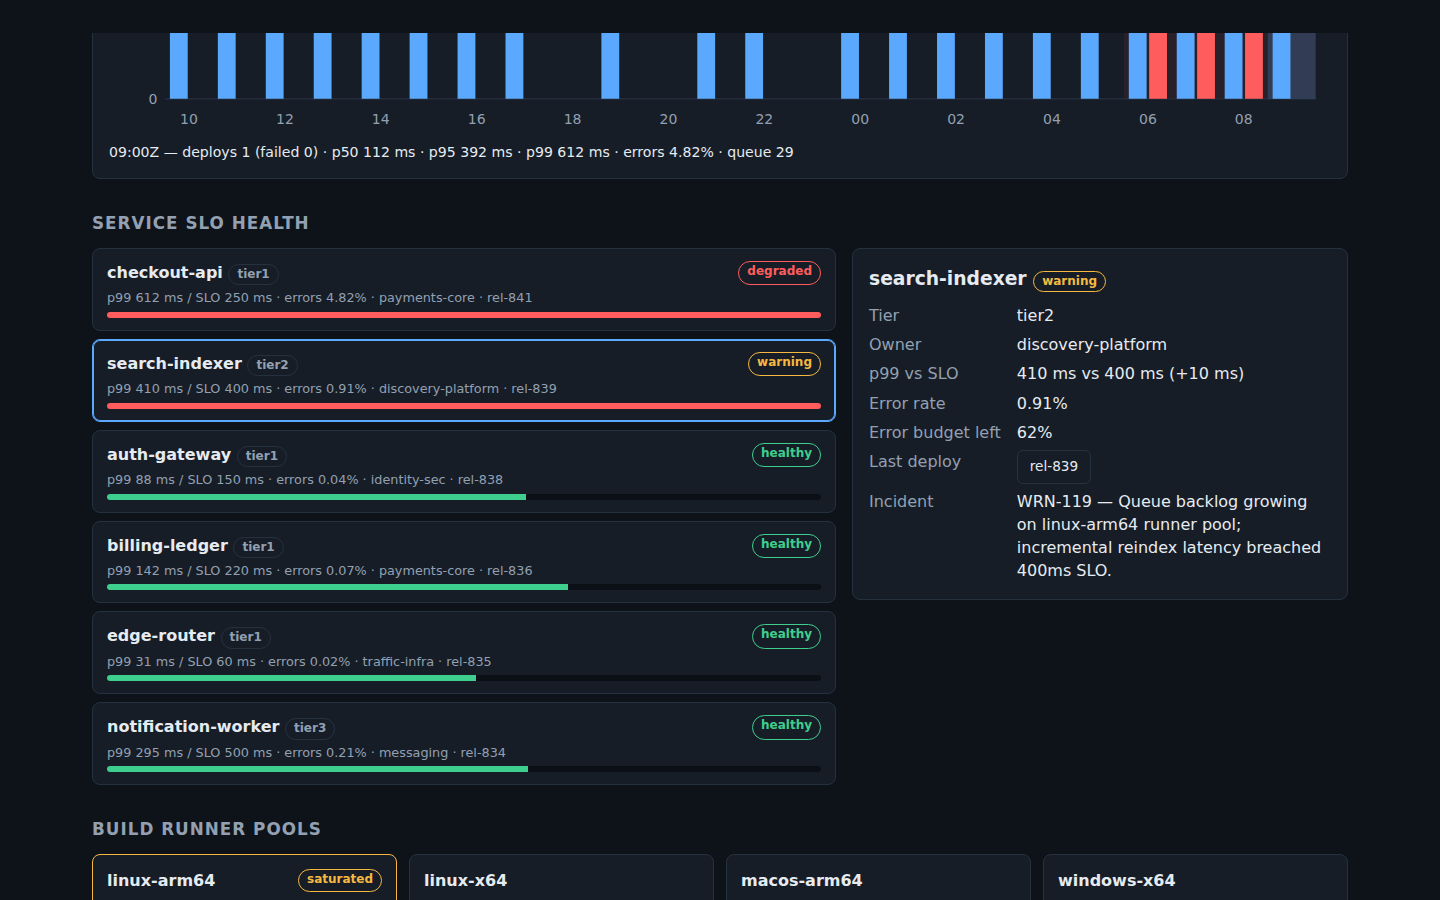 0
10 12 14 16 18 20 22 00 02 04 06 08
09:00Z — deploys 1 (failed 0) · p50 112 ms · p95 392 ms · p99 612 ms · errors 4.82% · queue 29
SERVICE SLO HEALTH
checkout-api tier1 degraded
p99 612 ms / SLO 250 ms · errors 4.82% · payments-core · rel-841
search-indexer tier2 warning
p99 410 ms / SLO 400 ms · errors 0.91% · discovery-platform · rel-839
auth-gateway tier1 healthy
p99 88 ms / SLO 150 ms · errors 0.04% · identity-sec · rel-838
billing-ledger tier1 healthy
p99 142 ms / SLO 220 ms · errors 0.07% · payments-core · rel-836
edge-router tier1 healthy
p99 31 ms / SLO 60 ms · errors 0.02% · traffic-infra · rel-835
notification-worker tier3 healthy
p99 295 ms / SLO 500 ms · errors 0.21% · messaging · rel-834
search-indexer warning
Tier tier2
Owner discovery-platform
p99 vs SLO 410 ms vs 400 ms (+10 ms)
Error rate 0.91%
Error budget left 62%
Last deploy rel-839
Incident WRN-119 — Queue backlog growing
on linux-arm64 runner pool;
incremental reindex latency breached
400ms SLO.
BUILD RUNNER POOLS
linux-arm64 saturated
linux-x64
macos-arm64
windows-x64